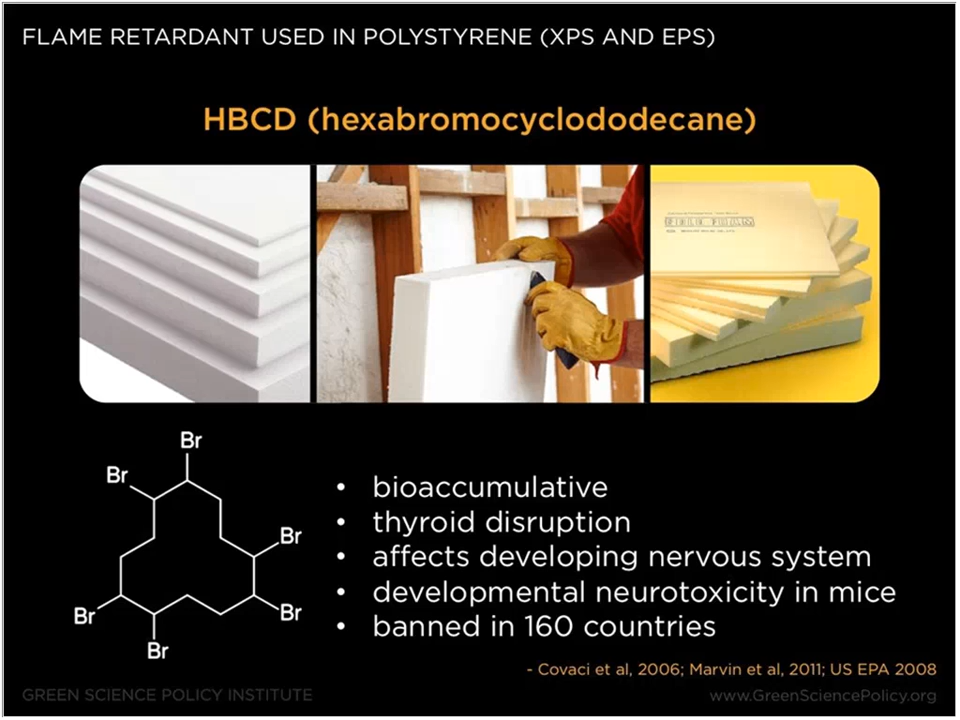 FLAME RETARDANT USED IN POLYSTYRENE (XPS AND EPS)
HBCD (hexabromocyclododecane)
Br
Br
Br
Br
Br
Br
• bioaccumulative
• thyroid disruption
• affects developing nervous system
• developmental neurotoxicity in mice
• banned in 160 countries
- Covaci et al, 2006; Marvin et al, 2011; US EPA 2008
GREEN SCIENCE POLICY INSTITUTE
www.GreenSciencePolicy.org